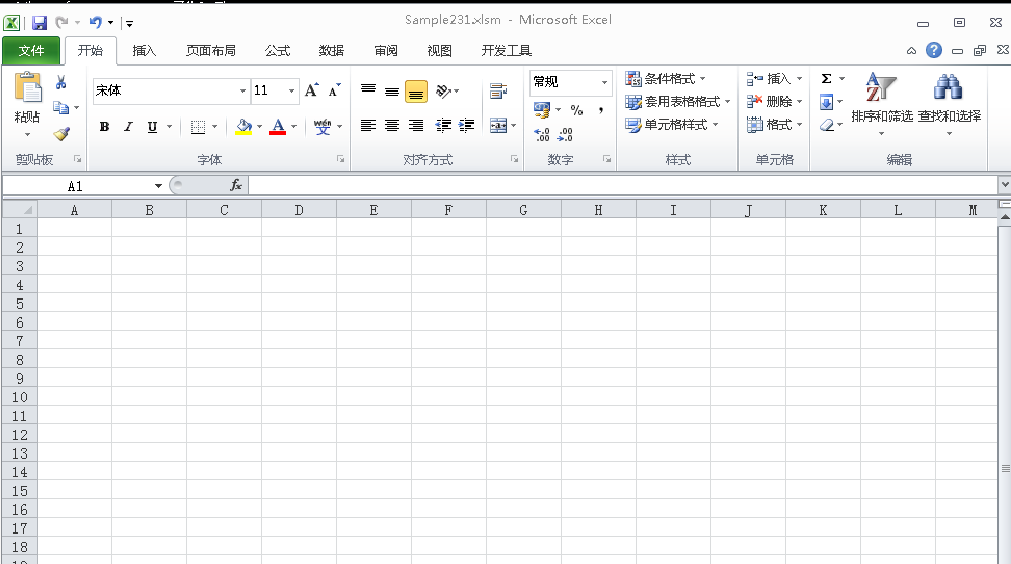 Sample231.xlsm - Microsoft Excel
文件 开始 插入 页面布局 公式 数据 审阅 视图 开发工具
宋体 11 A A 常规 条件格式 插入 Σ
粘贴 % , 套用表格格式 删除 排序和筛选 查找和选择
B I U A wén 单元格样式 格式
剪贴板 字体 对齐方式 数字 样式 单元格 编辑
A1 fx
A B C D E F G H I J K L M
1
2
3
4
5
6
7
8
9
10
11
12
13
14
15
16
17
18